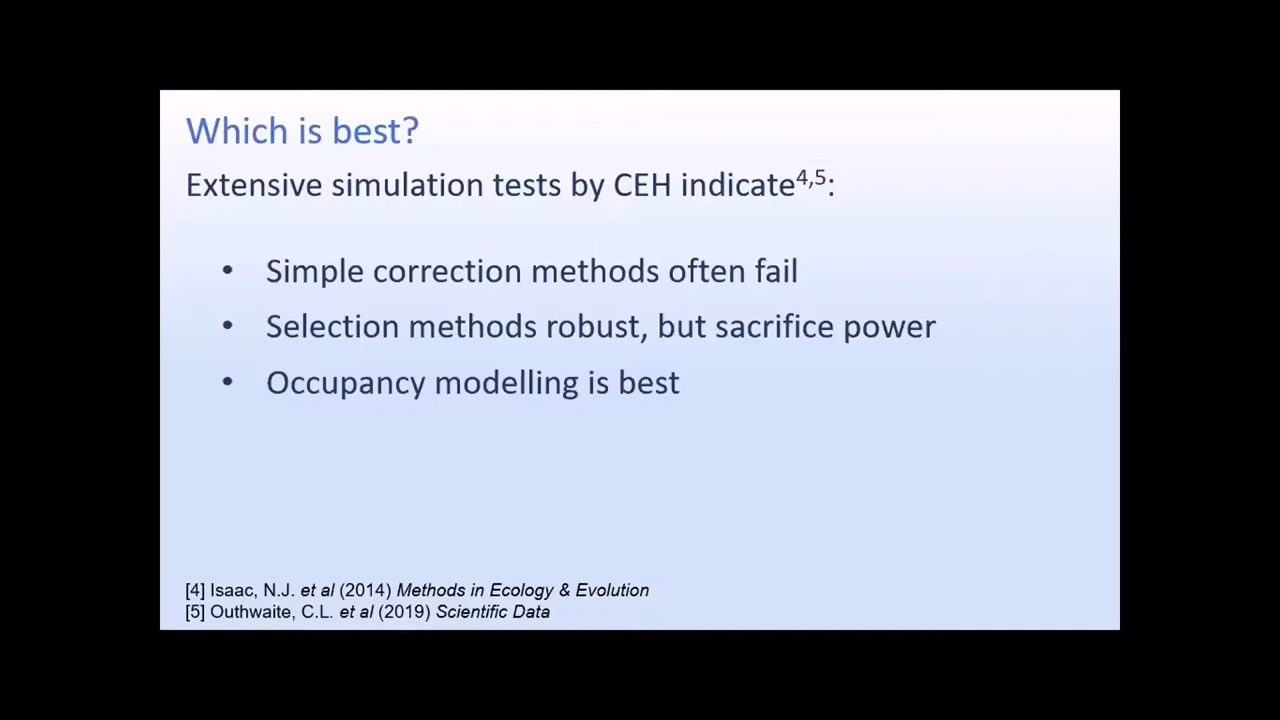 Which is best?
Extensive simulation tests by CEH indicate4,5:
• Simple correction methods often fail
• Selection methods robust, but sacrifice power
• Occupancy modelling is best
[4] Isaac, N.J. et al (2014) Methods in Ecology & Evolution
[5] Outhwaite, C.L. et al (2019) Scientific Data